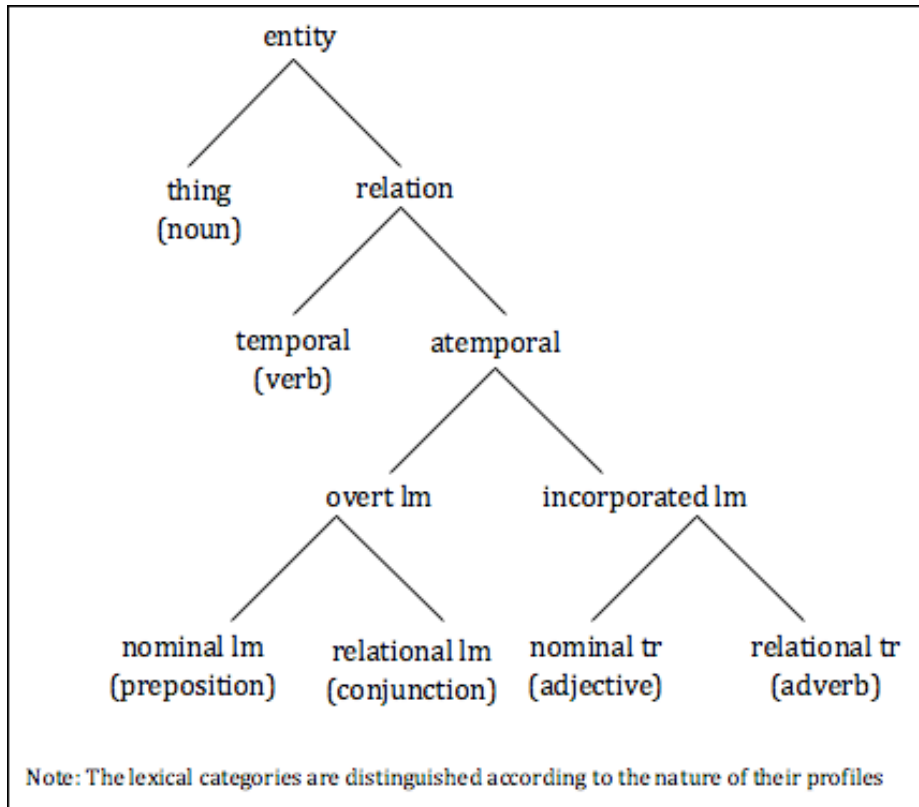 entity
thing
(noun)
relation
temporal
(verb)
atemporal
overt lm
incorporated lm
nominal lm
(preposition)
relational lm
(conjunction)
nominal tr
(adjective)
relational tr
(adverb)
Note: The lexical categories are distinguished according to the nature of their profiles